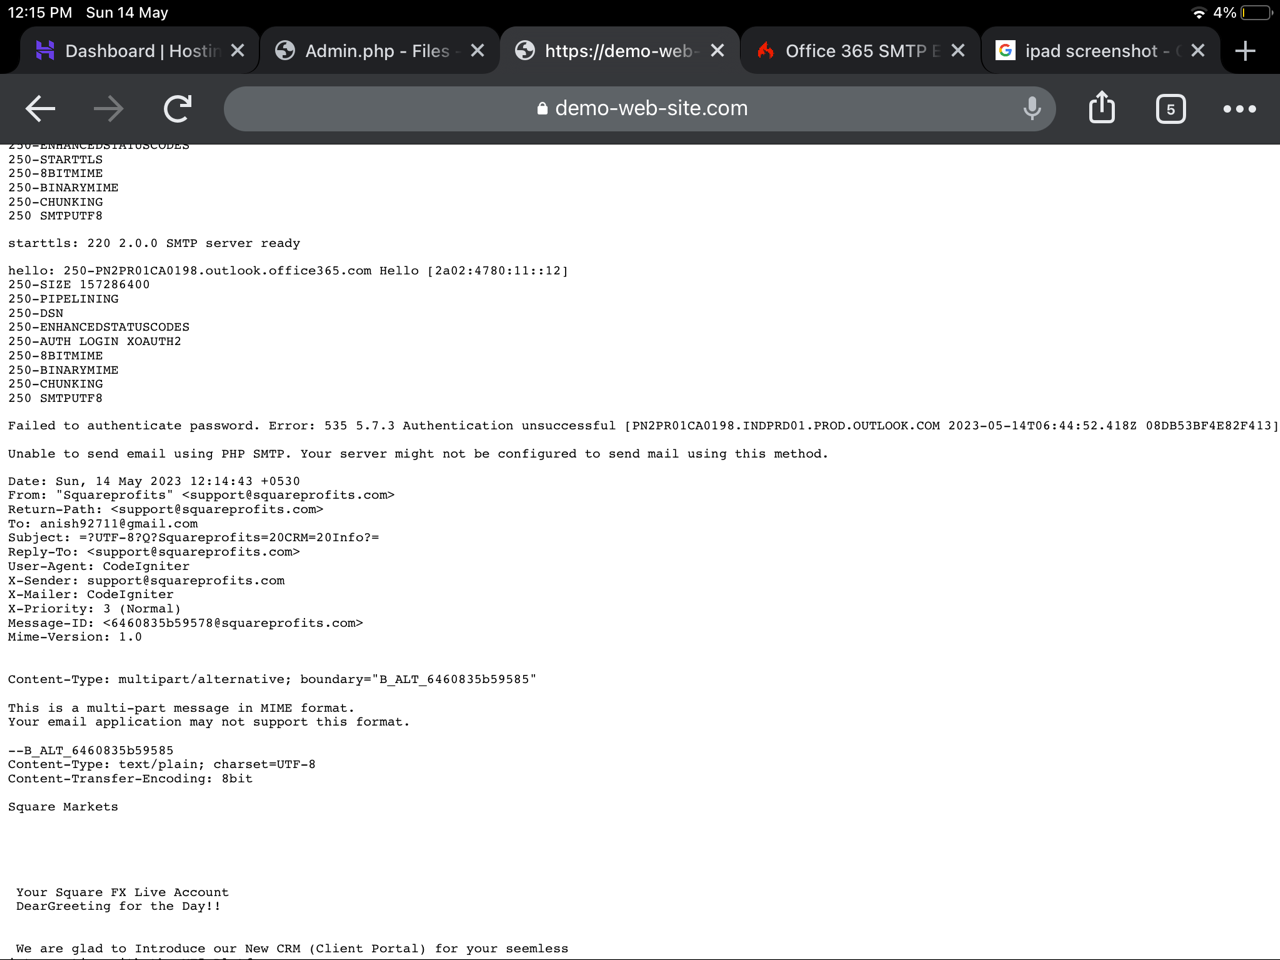 12:15 PM Sun 14 May 4%
Dashboard | Hostin Admin.php - Files - https://demo-web- Office 365 SMTP E ipad screenshot -
demo-web-site.com 5
250-ENHANCEDSTATUSCODES
250-STARTTLS
250-8BITMIME
250-BINARYMIME
250-CHUNKING
250 SMTPUTF8
starttls: 220 2.0.0 SMTP server ready
hello: 250-PN2PR01CA0198.outlook.office365.com Hello [2a02:4780:11::12]
250-SIZE 157286400
250-PIPELINING
250-DSN
250-ENHANCEDSTATUSCODES
250-AUTH LOGIN XOAUTH2
250-8BITMIME
250-BINARYMIME
250-CHUNKING
250 SMTPUTF8
Failed to authenticate password. Error: 535 5.7.3 Authentication unsuccessful [PN2PR01CA0198.INDPRD01.PROD.OUTLOOK.COM 2023-05-14T06:44:52.418Z 08DB53BF4E82F413]
Unable to send email using PHP SMTP. Your server might not be configured to send mail using this method.
Date: Sun, 14 May 2023 12:14:43 +0530
From: "Squareprofits" <support@squareprofits.com>
Return-Path: <support@squareprofits.com>
To: anish92711@gmail.com
Subject: =?UTF-8?Q?Squareprofits=20CRM=20Info?=
Reply-To: <support@squareprofits.com>
User-Agent: CodeIgniter
X-Sender: support@squareprofits.com
X-Mailer: CodeIgniter
X-Priority: 3 (Normal)
Message-ID: <6460835b59578@squareprofits.com>
Mime-Version: 1.0
Content-Type: multipart/alternative; boundary="B_ALT_6460835b59585"
This is a multi-part message in MIME format.
Your email application may not support this format.
--B_ALT_6460835b59585
Content-Type: text/plain; charset=UTF-8
Content-Transfer-Encoding: 8bit
Square Markets
Your Square FX Live Account
DearGreeting for the Day!!
We are glad to Introduce our New CRM (Client Portal) for your seemless